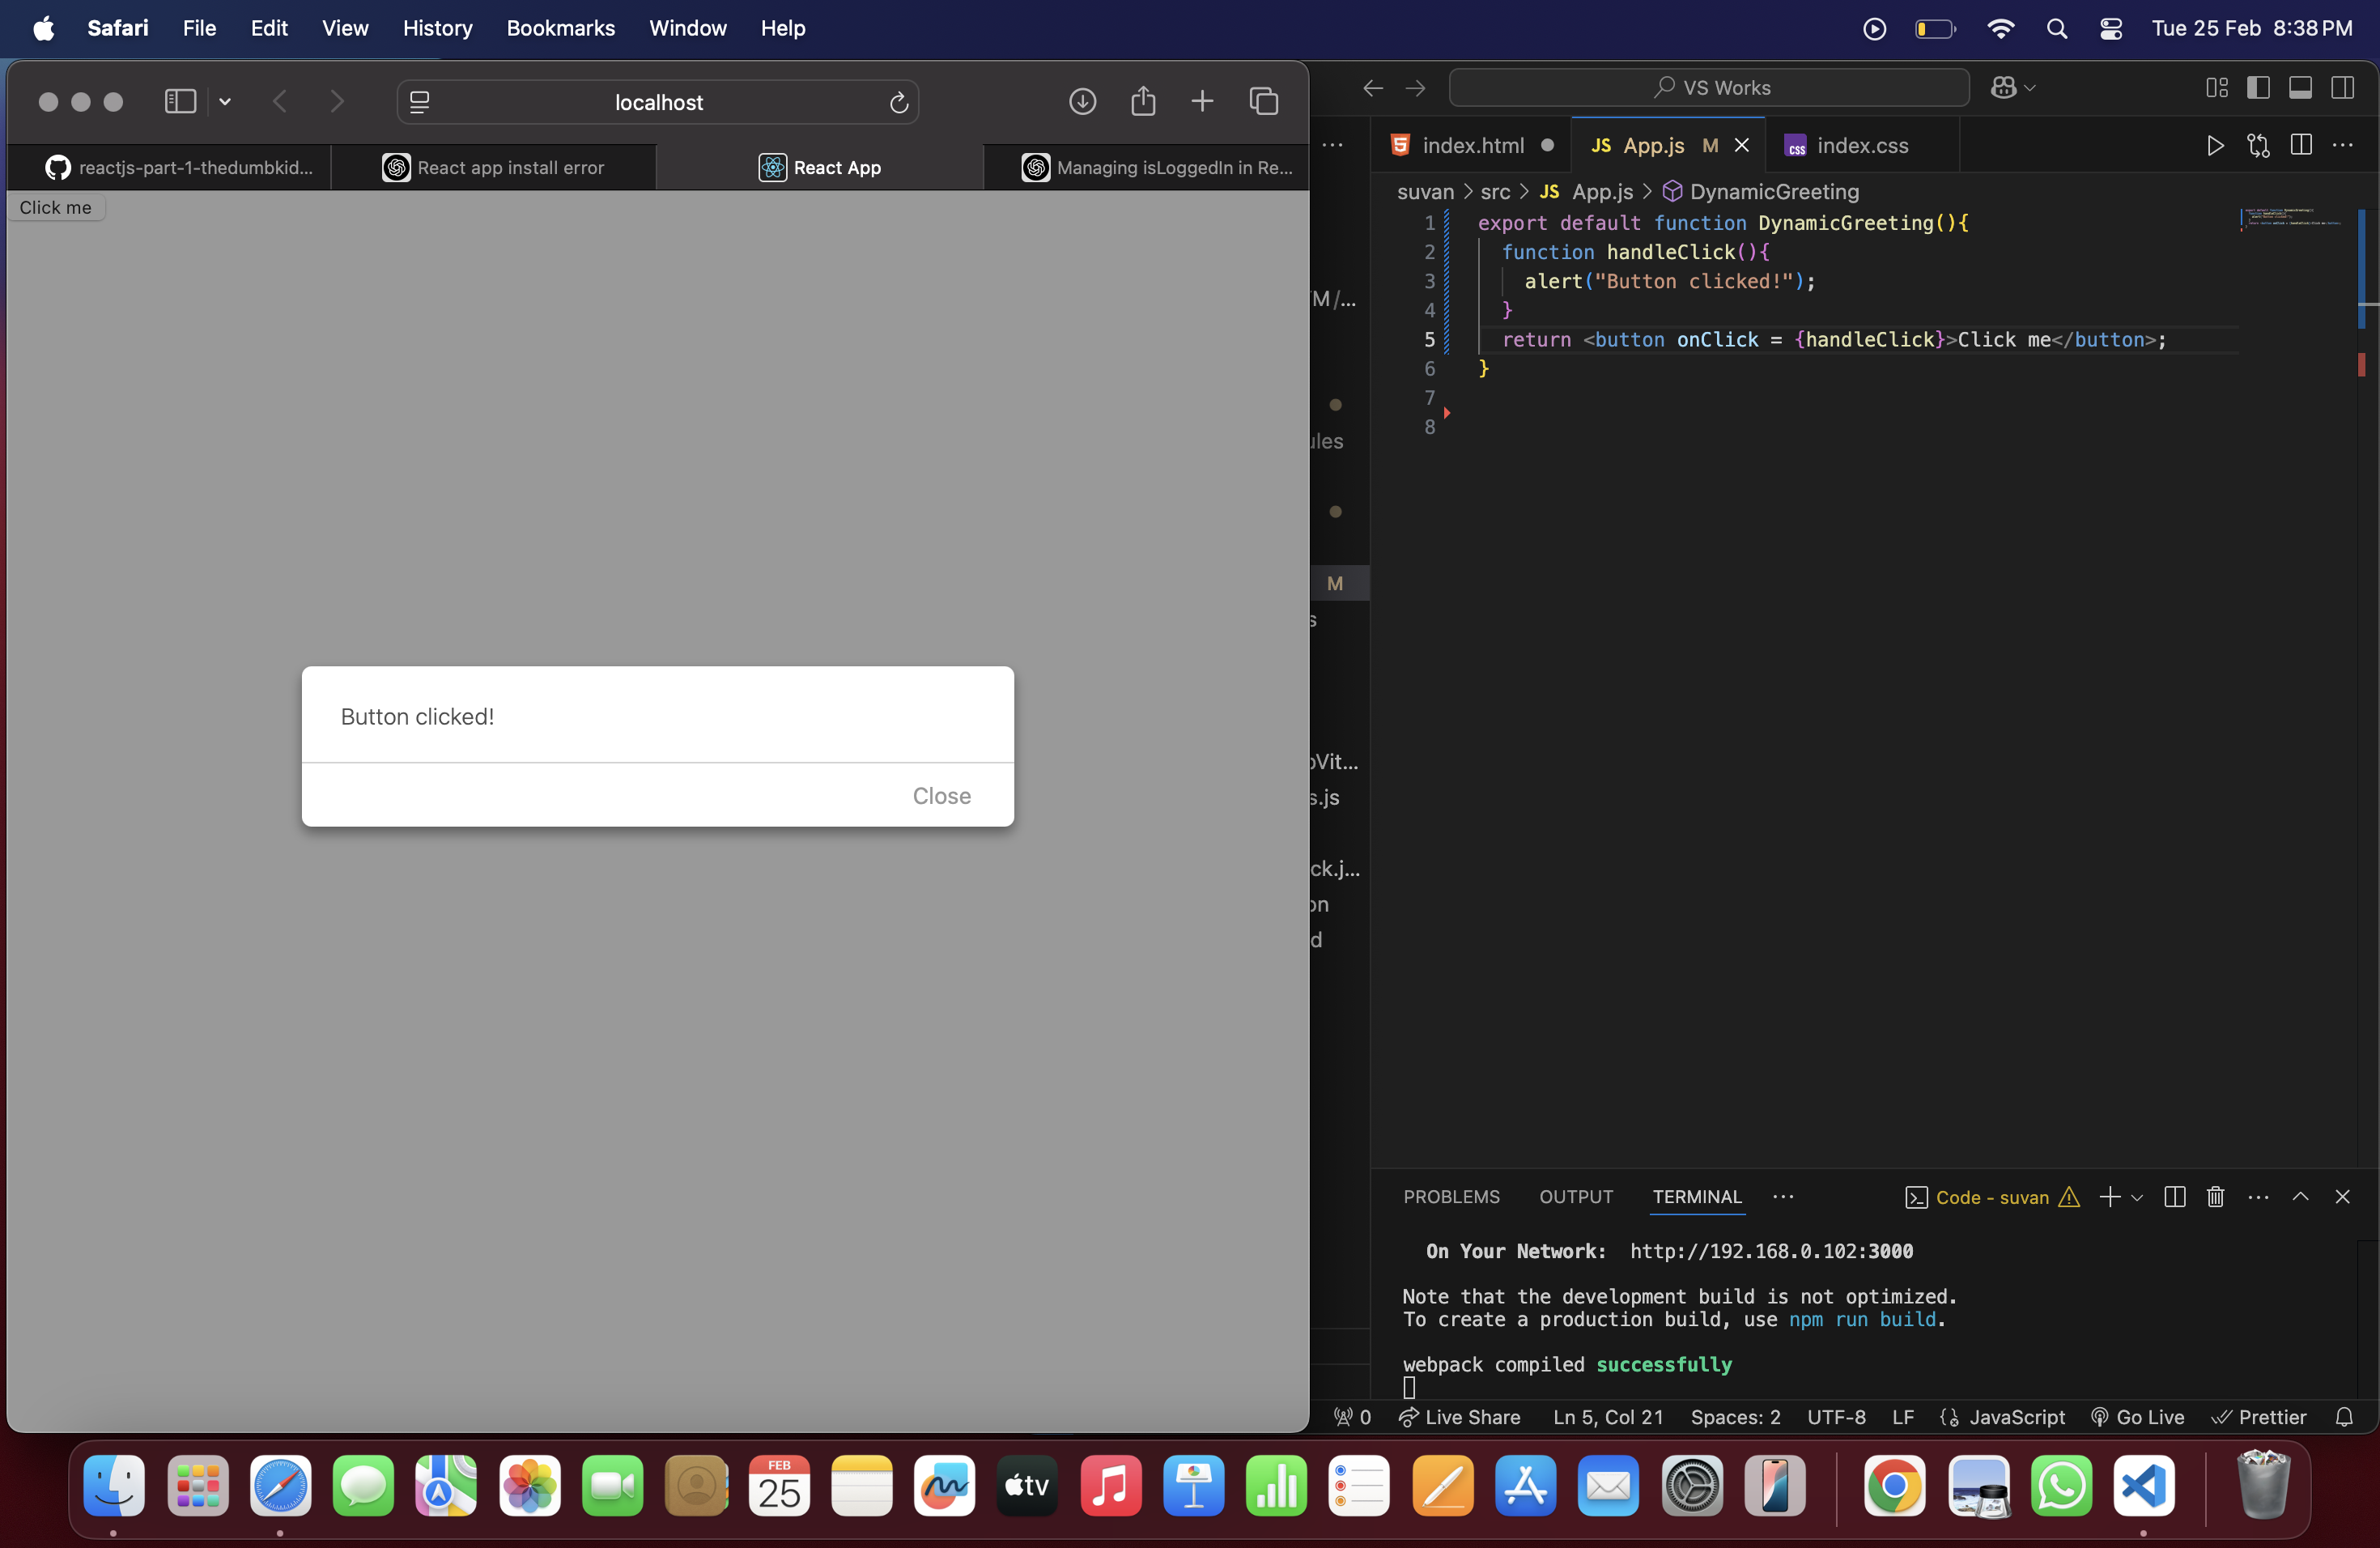 Safari File Edit View History Bookmarks Window Help Tue 25 Feb 8:38 PM
localhost
reactjs-part-1-thedumbkid... React app install error React App Managing isLoggedIn in Re...
Click me
Button clicked!
Close
VS Works
index.html JS App.js M css index.css
suvan > src > JS App.js > DynamicGreeting
1 export default function DynamicGreeting(){
2 function handleClick(){
3 alert("Button clicked!");
4 }
5 return <button onClick = {handleClick}>Click me</button>;
6 }
7
8
M/...
M
s.js
PROBLEMS OUTPUT TERMINAL ... Code - suvan
On Your Network: http://192.168.0.102:3000
Note that the development build is not optimized.
To create a production build, use npm run build.
webpack compiled successfully
0 Live Share Ln 5, Col 21 Spaces: 2 UTF-8 LF JavaScript Go Live Prettier
FEB
25
tv